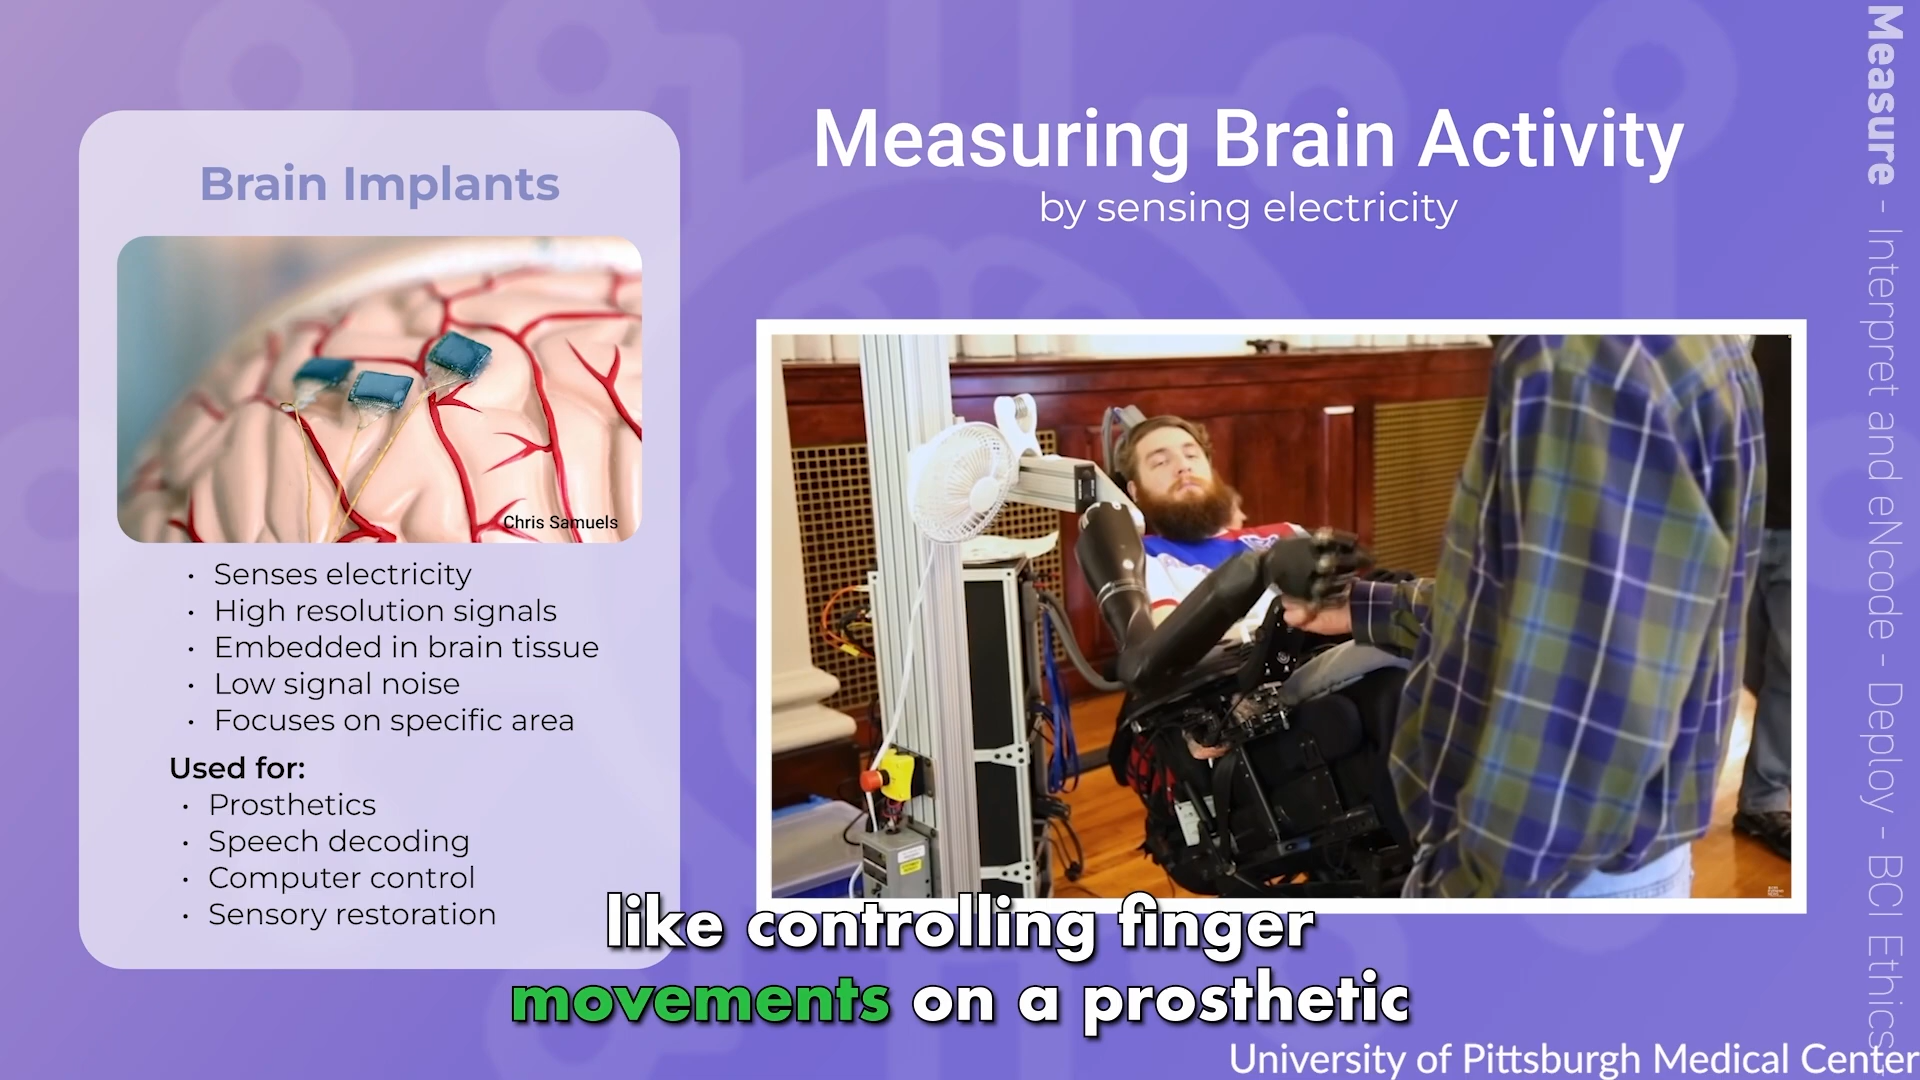 Measuring Brain Activity
by sensing electricity
Brain Implants
Chris Samuels
• Senses electricity
• High resolution signals
• Embedded in brain tissue
• Low signal noise
• Focuses on specific area
Used for:
• Prosthetics
• Speech decoding
• Computer control
• Sensory restoration
like controlling finger
movements on a prosthetic
University of Pittsburgh Medical Center
Measure - Interpret and eNcode - Deploy - BCI Ethics -